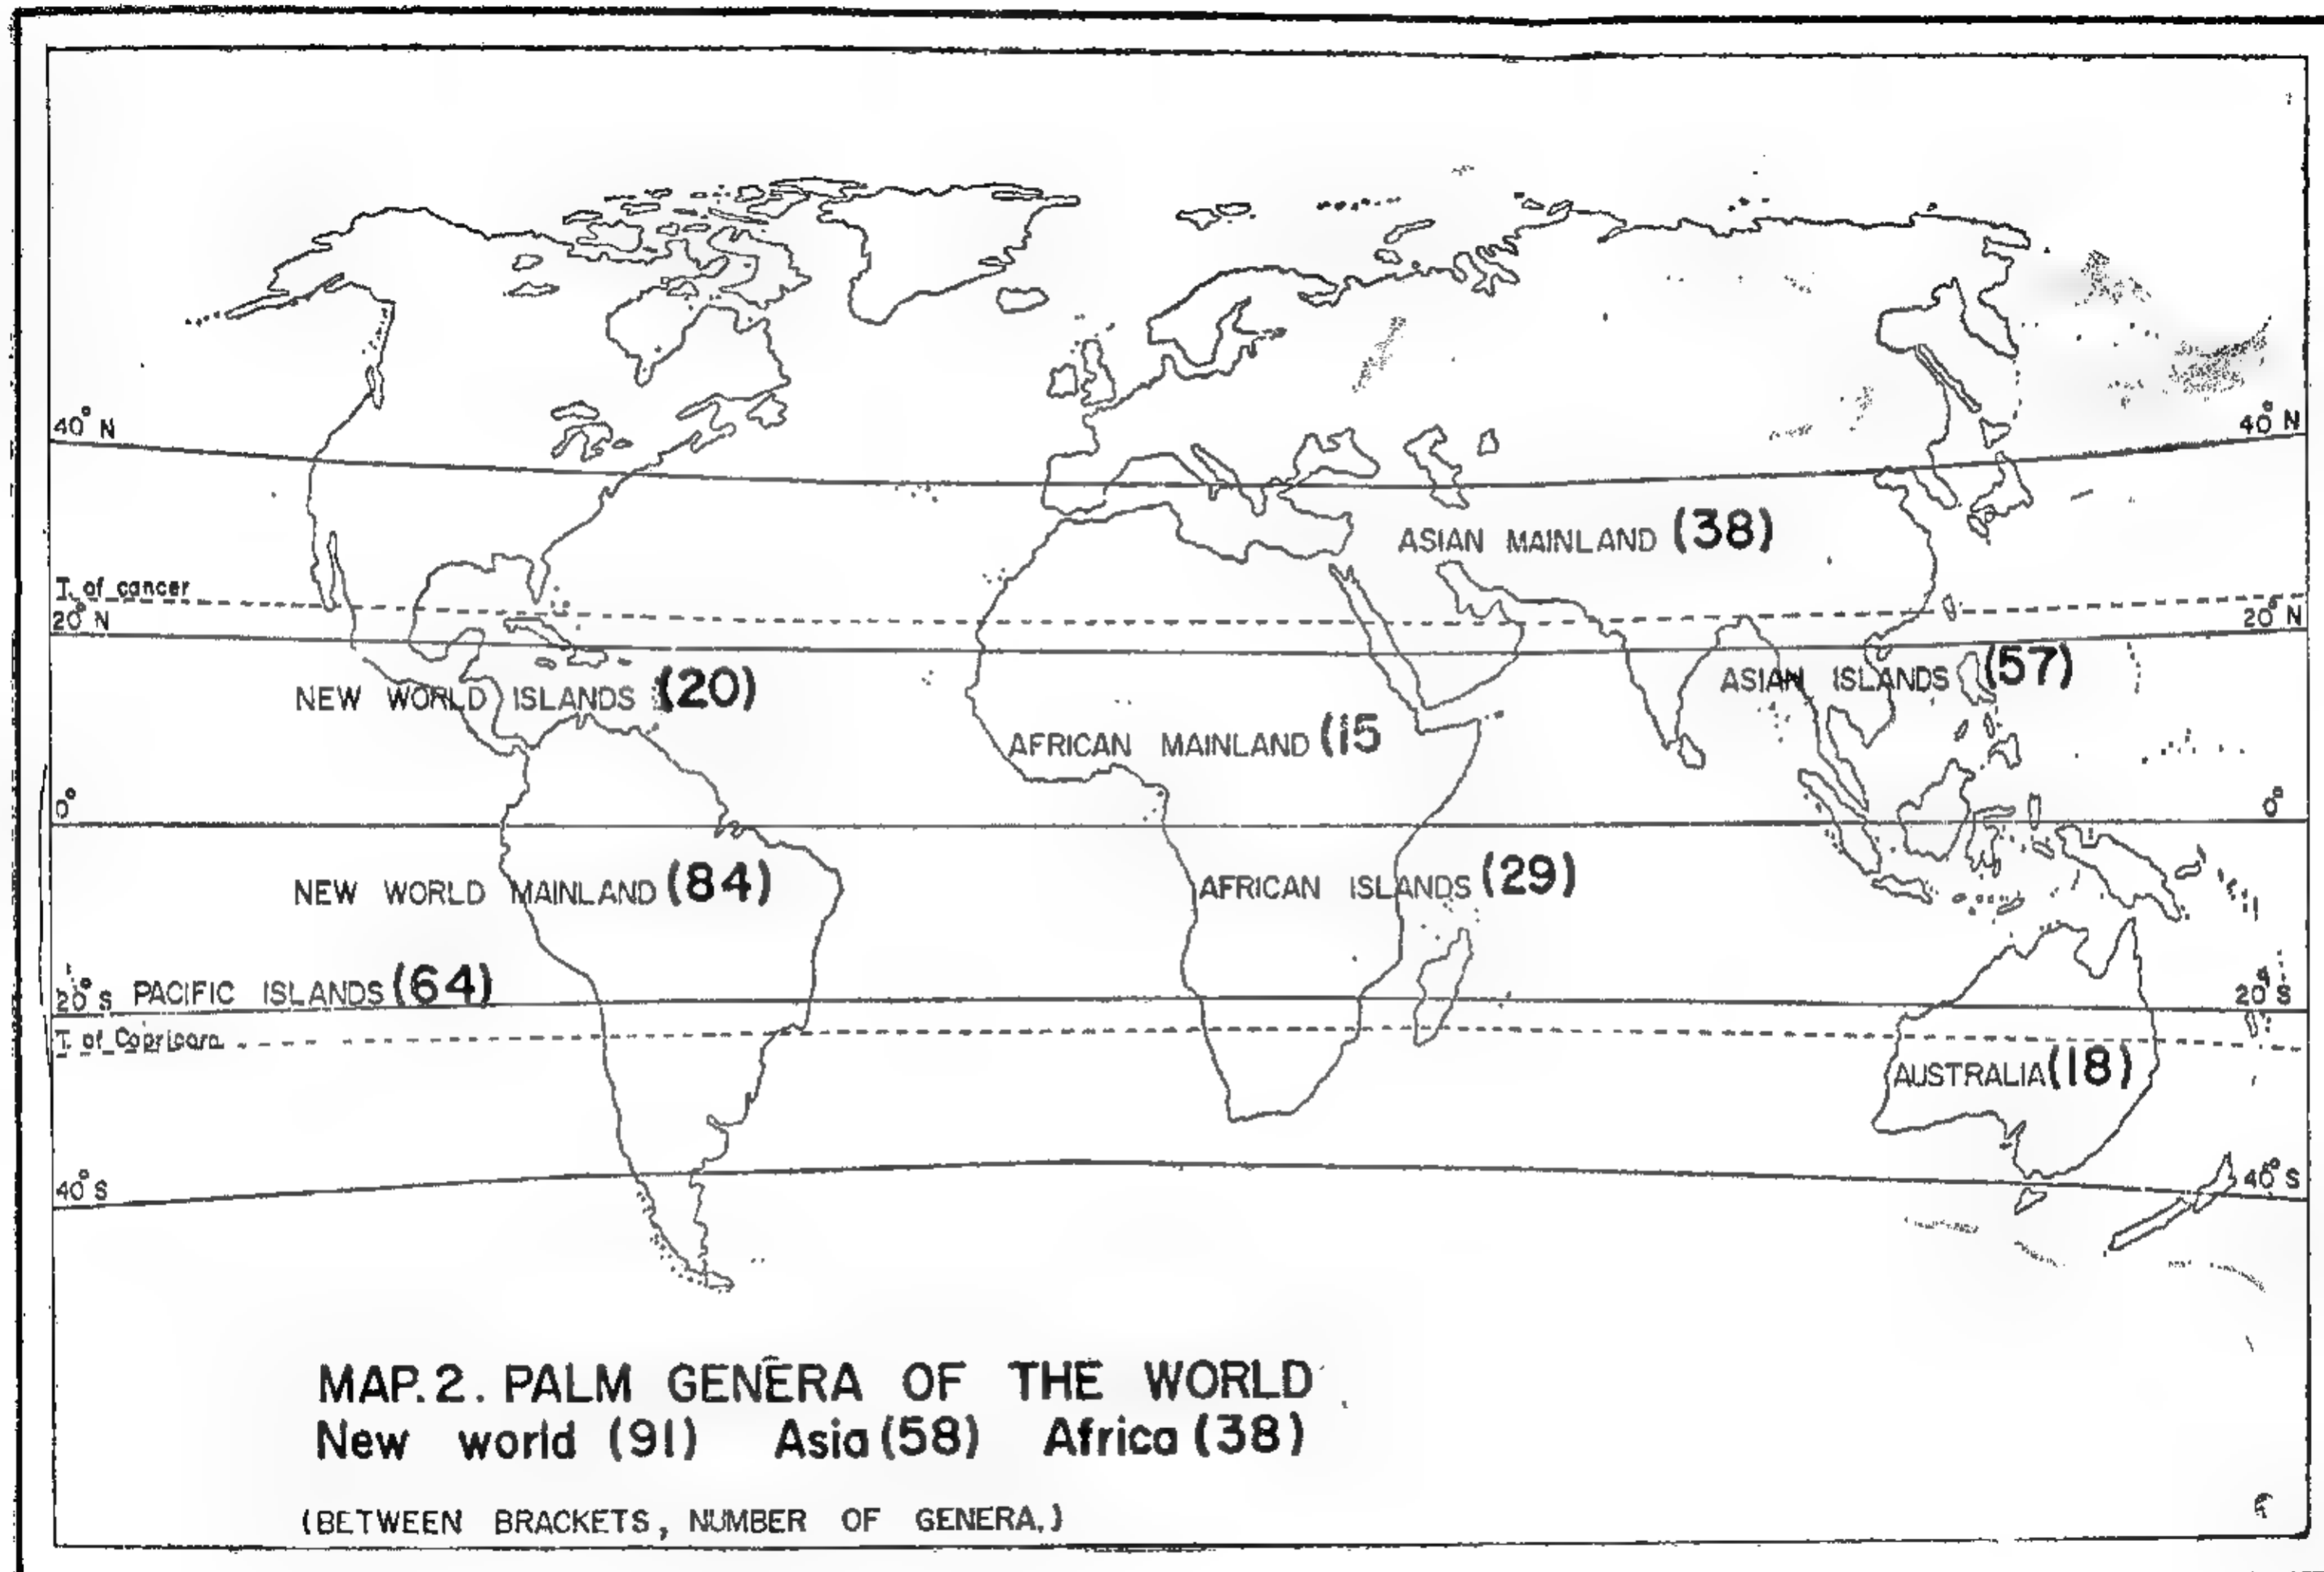 40° N
40° N
ASIAN MAINLAND (38)
T. of cancer
20° N
20° N
NEW WORLD ISLANDS (20)
ASIAN ISLANDS (57)
AFRICAN MAINLAND (15
0°
0°
NEW WORLD MAINLAND (84)
AFRICAN ISLANDS (29)
20° S PACIFIC ISLANDS (64)
20° S
T. of Capricorn
AUSTRALIA (18)
40° S
40° S
MAP. 2. PALM GENERA OF THE WORLD
New world (91) Asia (58) Africa (38)
(BETWEEN BRACKETS, NUMBER OF GENERA.)